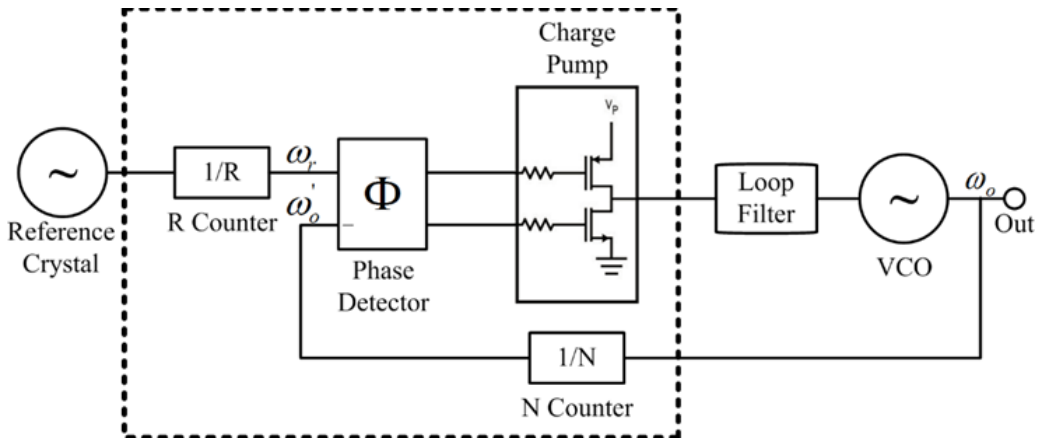 Charge
Pump
V_P
1/R
ω_r
ω_o'
Φ
−
R Counter
Reference
Crystal
Phase
Detector
Loop
Filter
VCO
ω_o
Out
1/N
N Counter